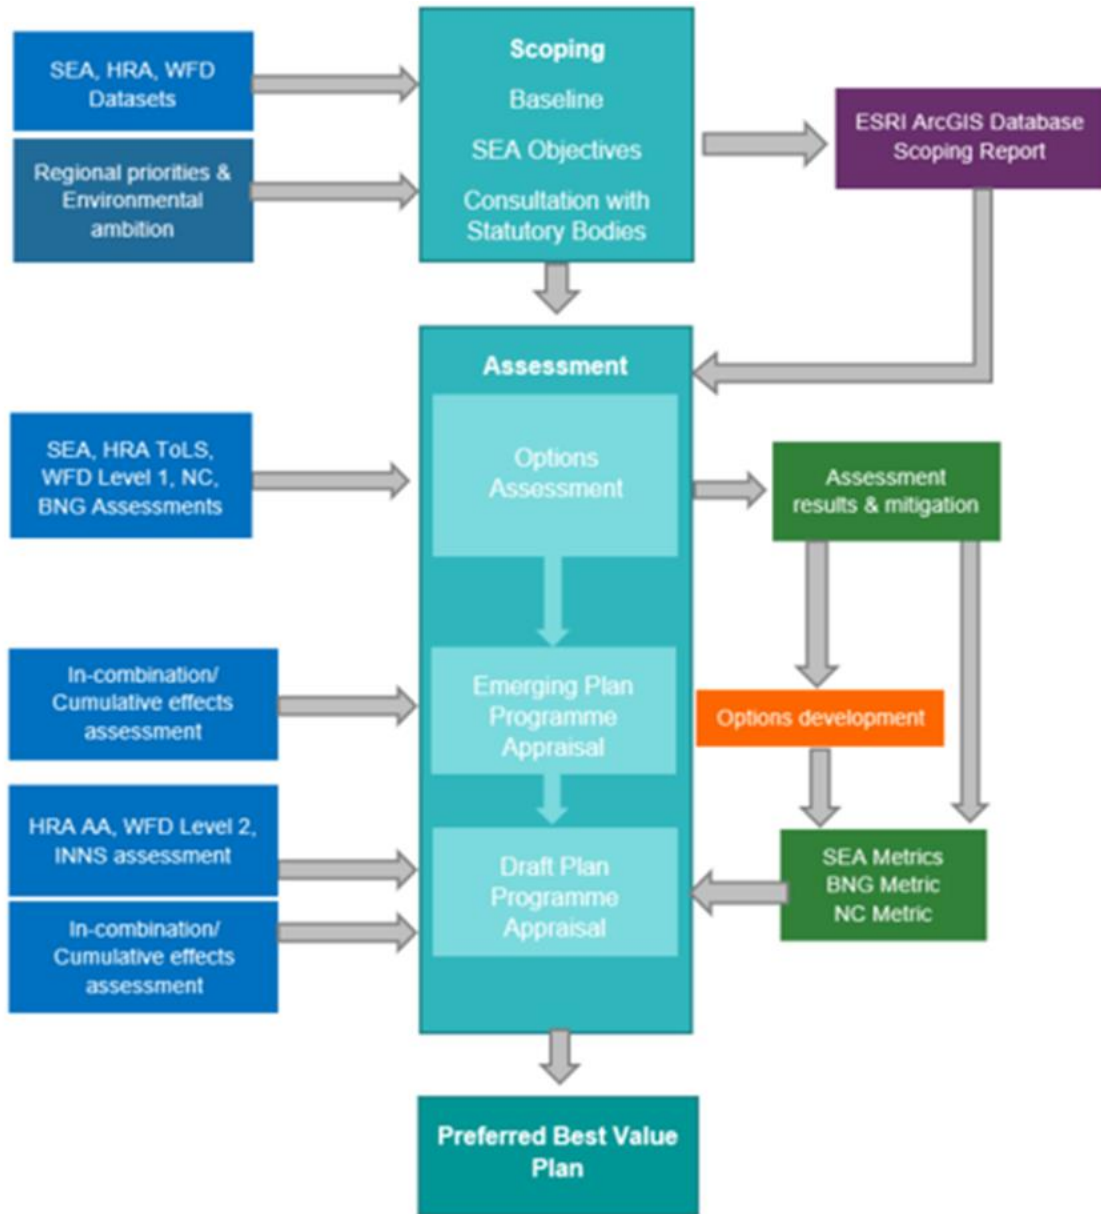 SEA, HRA, WFD
Datasets
Regional priorities &
Environmental
ambition
Scoping
Baseline
SEA Objectives
Consultation with
Statutory Bodies
ESRI ArcGIS Database
Scoping Report
Assessment
SEA, HRA ToLS,
WFD Level 1, NC,
BNG Assessments
Options
Assessment
Assessment
results & mitigation
In-combination/
Cumulative effects
assessment
Emerging Plan
Programme
Appraisal
Options development
HRA AA, WFD Level 2,
INNS assessment
In-combination/
Cumulative effects
assessment
Draft Plan
Programme
Appraisal
SEA Metrics
BNG Metric
NC Metric
Preferred Best Value
Plan